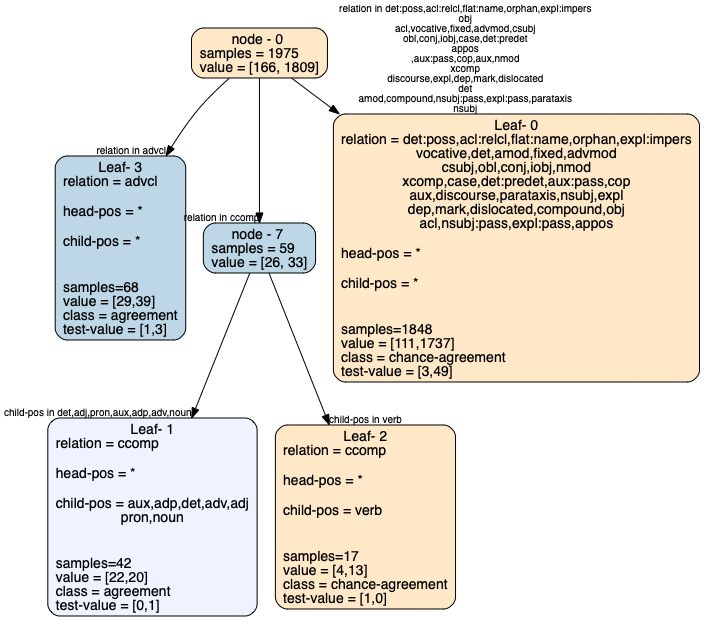 relation in det:poss,acl:relcl,flat:name,orphan,expl:impers
obj
acl,vocative,fixed,advmod,csubj
obl,conj,iobj,case,det:predet
appos
,aux:pass,cop,aux,nmod
xcomp
discourse,expl,dep,mark,dislocated
det
amod,compound,nsubj:pass,expl:pass,parataxis
nsubj
node - 0
samples = 1975
value = [166, 1809]
Leaf- 0
relation = det:poss,acl:relcl,flat:name,orphan,expl:impers
vocative,det,amod,fixed,advmod
csubj,obl,conj,iobj,nmod
xcomp,case,det:predet,aux:pass,cop
aux,discourse,parataxis,nsubj,expl
dep,mark,dislocated,compound,obj
acl,nsubj:pass,expl:pass,appos
head-pos = *
child-pos = *
samples=1848
value = [111,1737]
class = chance-agreement
test-value = [3,49]
relation in advcl
Leaf- 3
relation = advcl
head-pos = *
child-pos = *
samples=68
value = [29,39]
class = agreement
test-value = [1,3]
relation in ccomp
node - 7
samples = 59
value = [26, 33]
child-pos in det,adj,pron,aux,adp,adv,noun
Leaf- 1
relation = ccomp
head-pos = *
child-pos = aux,adp,det,adv,adj
pron,noun
samples=42
value = [22,20]
class = agreement
test-value = [0,1]
child-pos in verb
Leaf- 2
relation = ccomp
head-pos = *
child-pos = verb
samples=17
value = [4,13]
class = chance-agreement
test-value = [1,0]